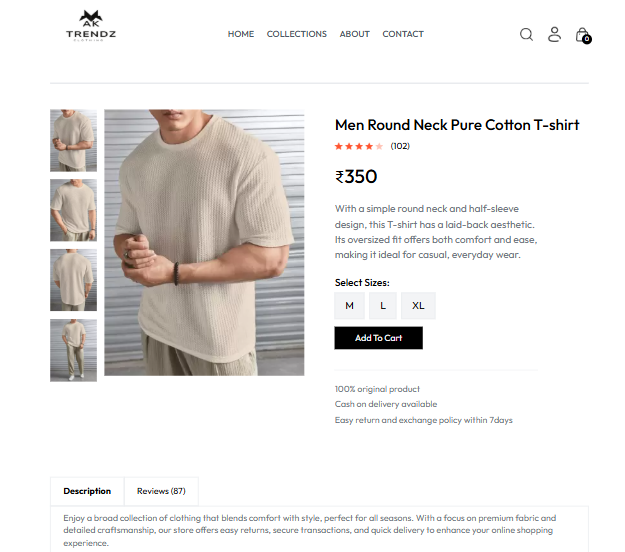 AK
TRENDZ
CLOTHING
HOME COLLECTIONS ABOUT CONTACT
0
Men Round Neck Pure Cotton T-shirt
(102)
₹350
With a simple round neck and half-sleeve
design, this T-shirt has a laid-back aesthetic.
Its oversized fit offers both comfort and ease,
making it ideal for casual, everyday wear.
Select Sizes:
M L XL
Add To Cart
100% original product
Cash on delivery available
Easy return and exchange policy within 7days
Description Reviews (87)
Enjoy a broad collection of clothing that blends comfort with style, perfect for all seasons. With a focus on premium fabric and
detailed craftsmanship, our store offers easy returns, secure transactions, and quick delivery to enhance your online shopping
experience.